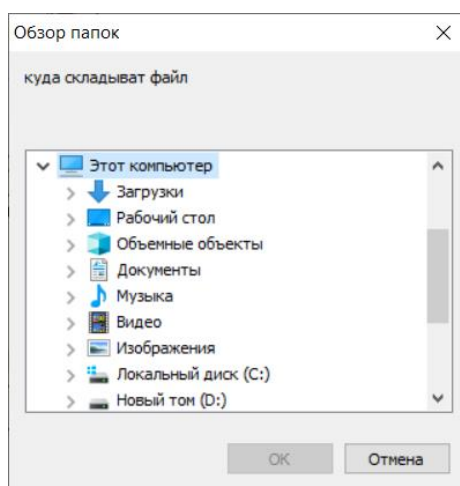 Обзор папок
куда складыват файл
Этот компьютер
Загрузки
Рабочий стол
Объемные объекты
Документы
Музыка
Видео
Изображения
Локальный диск (C:)
Новый том (D:)
ОК Отмена